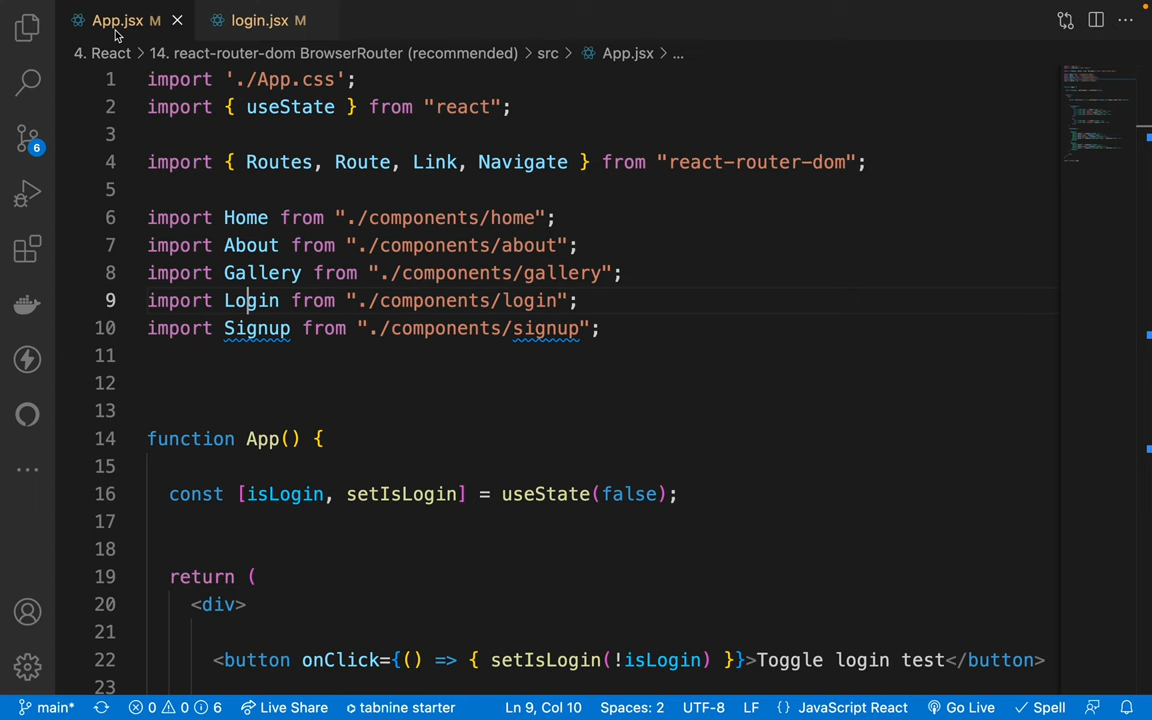 App.jsx M
login.jsx M
4. React > 14. react-router-dom BrowserRouter (recommended) > src > App.jsx > ...
1 import './App.css';
2 import { useState } from "react";
3
4 import { Routes, Route, Link, Navigate } from "react-router-dom";
5
6 import Home from "./components/home";
7 import About from "./components/about";
8 import Gallery from "./components/gallery";
9 import Login from "./components/login";
10 import Signup from "./components/signup";
11
12
13
14 function App() {
15
16 const [isLogin, setIsLogin] = useState(false);
17
18
19 return (
20 <div>
21
22 <button onClick={() => { setIsLogin(!isLogin) }}>Toggle login test</button>
23
6
main* 0 0 6 Live Share tabnine starter Ln 9, Col 10 Spaces: 2 UTF-8 LF {} JavaScript React Go Live Spell